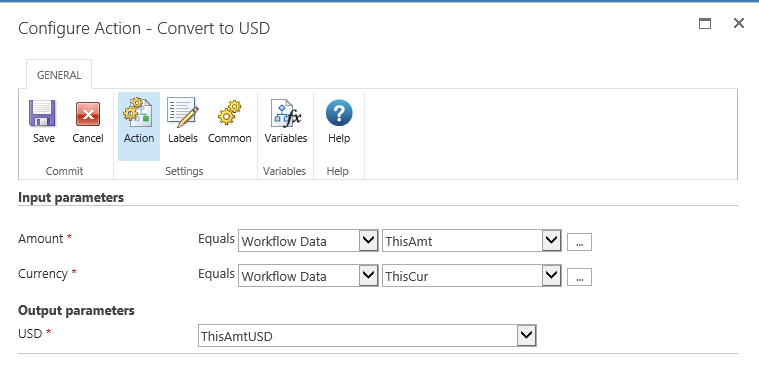 Configure Action - Convert to USD
GENERAL
Save Cancel Action Labels Common Variables Help
Commit Settings Variables Help
Input parameters
Amount * Equals Workflow Data ThisAmt ...
Currency * Equals Workflow Data ThisCur ...
Output parameters
USD * ThisAmtUSD